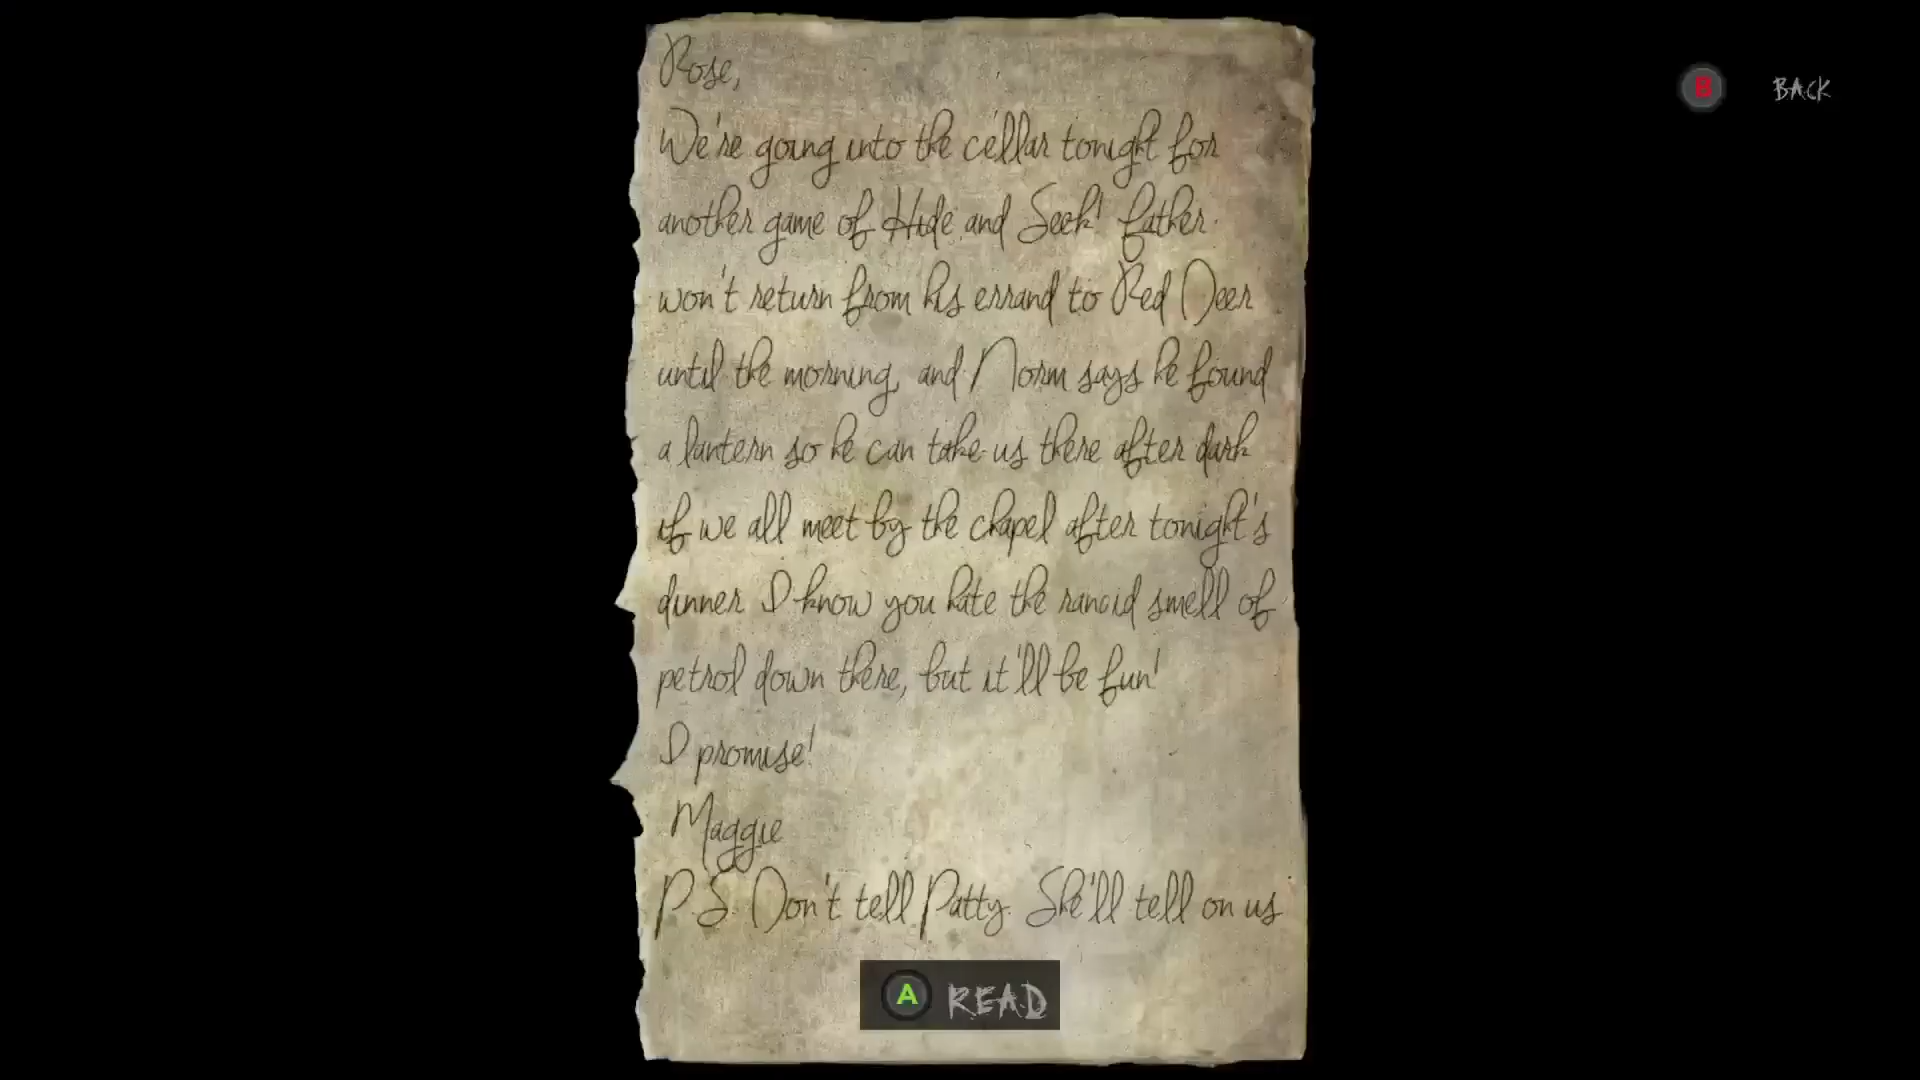 Rose,
We're going into the cellar tonight for
another game of Hide and Seek! Father
won't return from his errand to Red Deer
until the morning, and Norm says he found
a lantern so he can take us there after dark
if we all meet by the chapel after tonight's
dinner. I know you hate the rancid smell of
petrol down there, but it'll be fun!
I promise!
Maggie
P.S. Don't tell Patty. She'll tell on us
A READ
B BACK